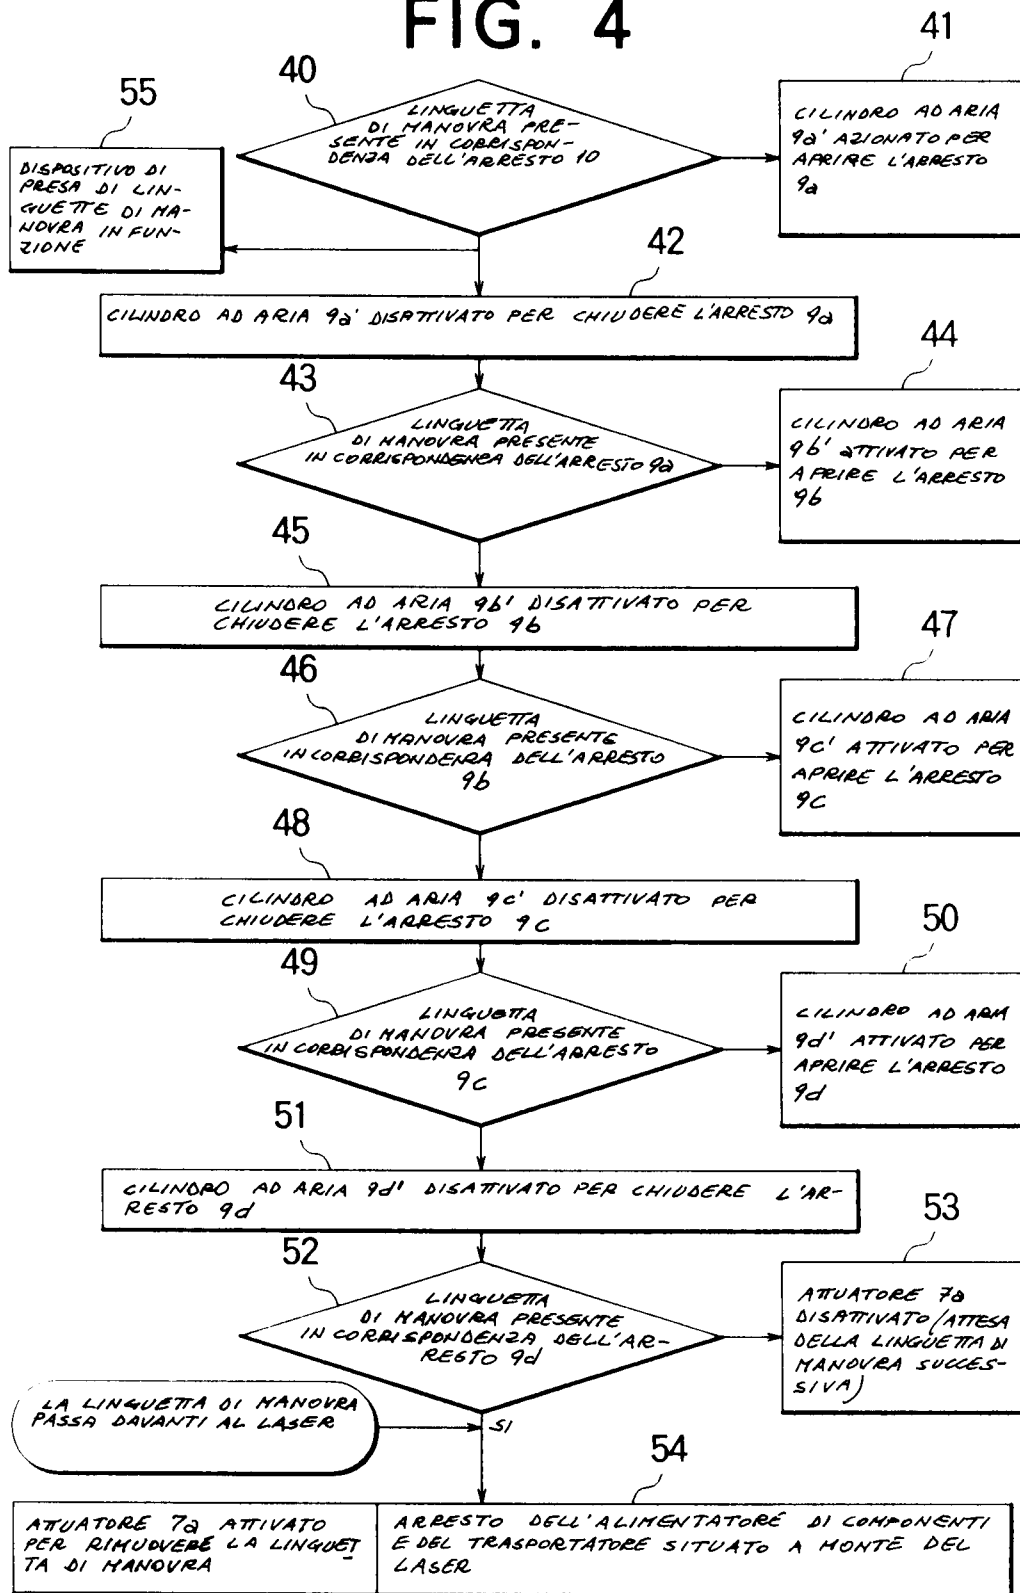 FIG. 4
40
LINGUETTA
DI MANOVRA PRE-
SENTE IN CORRISPON-
DENZA DELL'ARRESTO 10
41
CILINDRO AD ARIA
9a' AZIONATO PER
APRIRE L'ARRESTO
9a
55
DISPOSITIVO DI
PRESA DI LIN-
GUETTE DI MA-
NOVRA IN FUN-
ZIONE
42
CILINDRO AD ARIA 9a' DISATTIVATO PER CHIUDERE L'ARRESTO 9a
43
LINGUETTA
DI MANOVRA PRESENTE
IN CORRISPONDENZA DELL'ARRESTO 9a
44
CILINDRO AD ARIA
9b' ATTIVATO PER
APRIRE L'ARRESTO
9b
45
CILINDRO AD ARIA 9b' DISATTIVATO PER
CHIUDERE L'ARRESTO 9b
46
LINGUETTA
DI MANOVRA PRESENTE
IN CORRISPONDENZA DELL'ARRESTO
9b
47
CILINDRO AD ARIA
9c' ATTIVATO PER
APRIRE L'ARRESTO
9c
48
CILINDRO AD ARIA 9c' DISATTIVATO PER
CHIUDERE L'ARRESTO 9c
49
LINGUETTA
DI MANOVRA PRESENTE
IN CORRISPONDENZA DELL'ARRESTO
9c
50
CILINDRO AD ARIA
9d' ATTIVATO PER
APRIRE L'ARRESTO
9d
51
CILINDRO AD ARIA 9d' DISATTIVATO PER CHIUDERE L'AR-
RESTO 9d
52
LINGUETTA
DI MANOVRA PRESENTE
IN CORRISPONDENZA DELL'AR-
RESTO 9d
53
ATTUATORE 7a
DISATTIVATO (ATTESA
DELLA LINGUETTA DI
MANOVRA SUCCES-
SIVA)
LA LINGUETTA DI MANOVRA
PASSA DAVANTI AL LASER
SI
54
ATTUATORE 7a ATTIVATO
PER RIMUOVERE LA LINGUET
TA DI MANOVRA
ARRESTO DELL'ALIMENTATORE DI COMPONENTI
E DEL TRASPORTATORE SITUATO A MONTE DEL
LASER